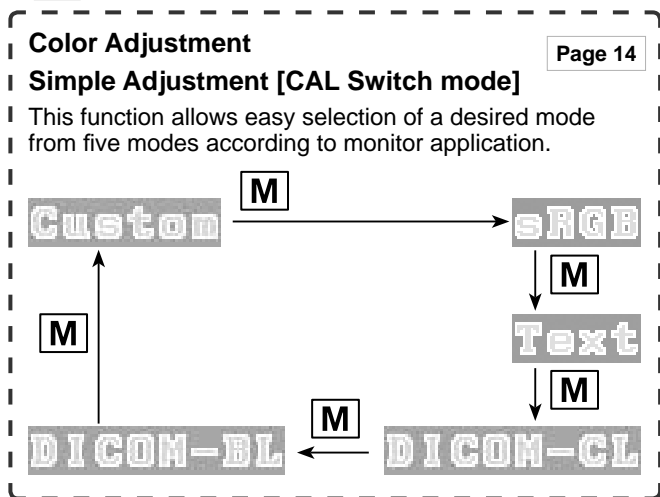 Color Adjustment
Page 14
Simple Adjustment [CAL Switch mode]
This function allows easy selection of a desired mode
from five modes according to monitor application.
M
Custom
sRGB
M
M
Text
M
M
DICOM-BL
DICOM-CL